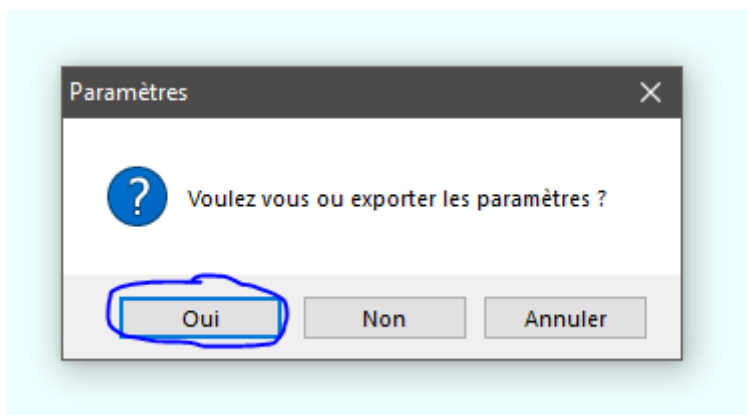 Paramètres
?
Voulez vous ou exporter les paramètres ?
Oui Non Annuler